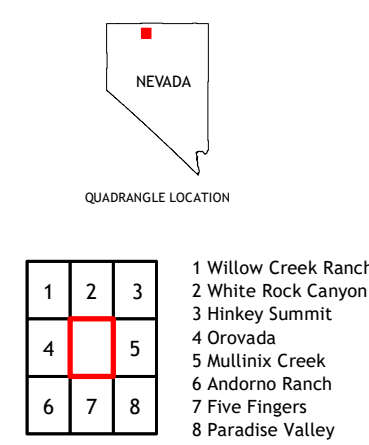 NEVADA
QUADRANGLE LOCATION
1 2 3
4 5
6 7 8
1 Willow Creek Ranch
2 White Rock Canyon
3 Hinkey Summit
4 Orovada
5 Mullinix Creek
6 Andorno Ranch
7 Five Fingers
8 Paradise Valley